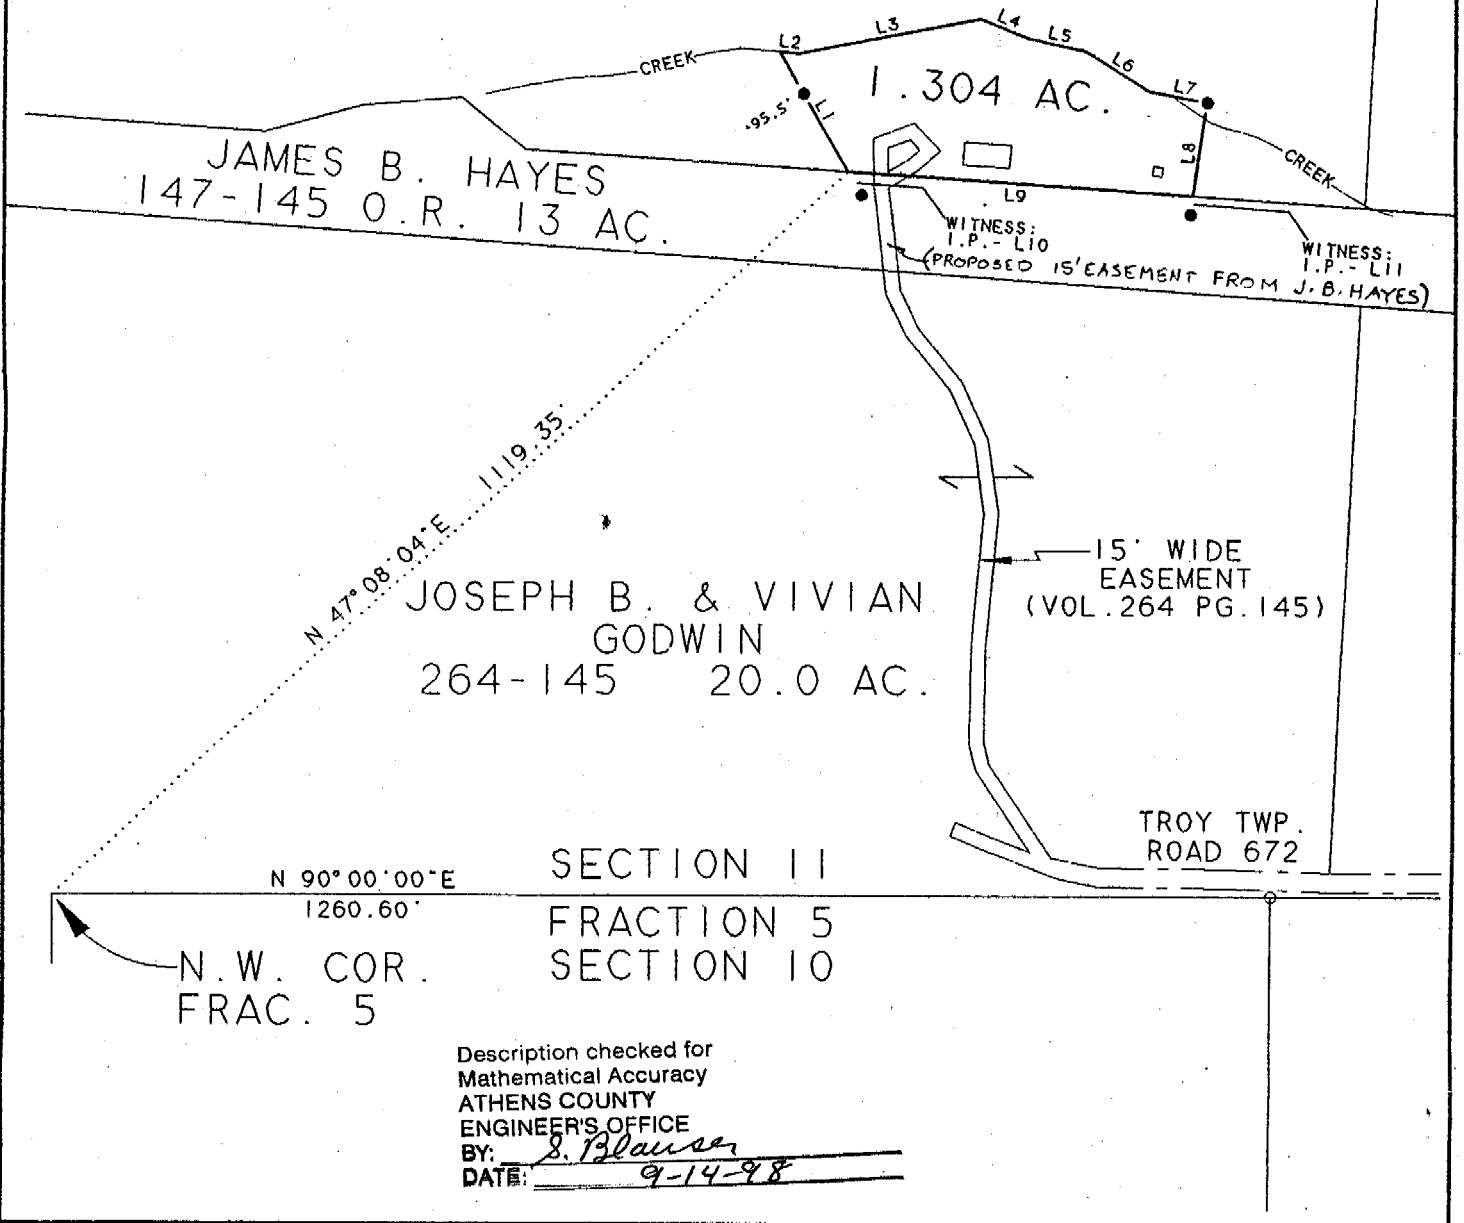 L2
L3
L4
L5
L6
L7
CREEK
1.304 AC.
95.5'
L1
L8
CREEK
L9
JAMES B. HAYES
147-145 O.R. 13 AC.
WITNESS:
I.P.- L10
(PROPOSED 15' EASEMENT FROM J.B. HAYES)
WITNESS:
I.P.- L11
N 47°08'04"E 1119.35'
15' WIDE
EASEMENT
(VOL.264 PG.145)
JOSEPH B. & VIVIAN
GODWIN
264-145 20.0 AC.
TROY TWP.
ROAD 672
N 90°00'00"E
1260.60'
SECTION 11
FRACTION 5
SECTION 10
N.W. COR.
FRAC. 5
Description checked for
Mathematical Accuracy
ATHENS COUNTY
ENGINEER'S OFFICE
BY: S. Blauser
DATE: 9-14-98